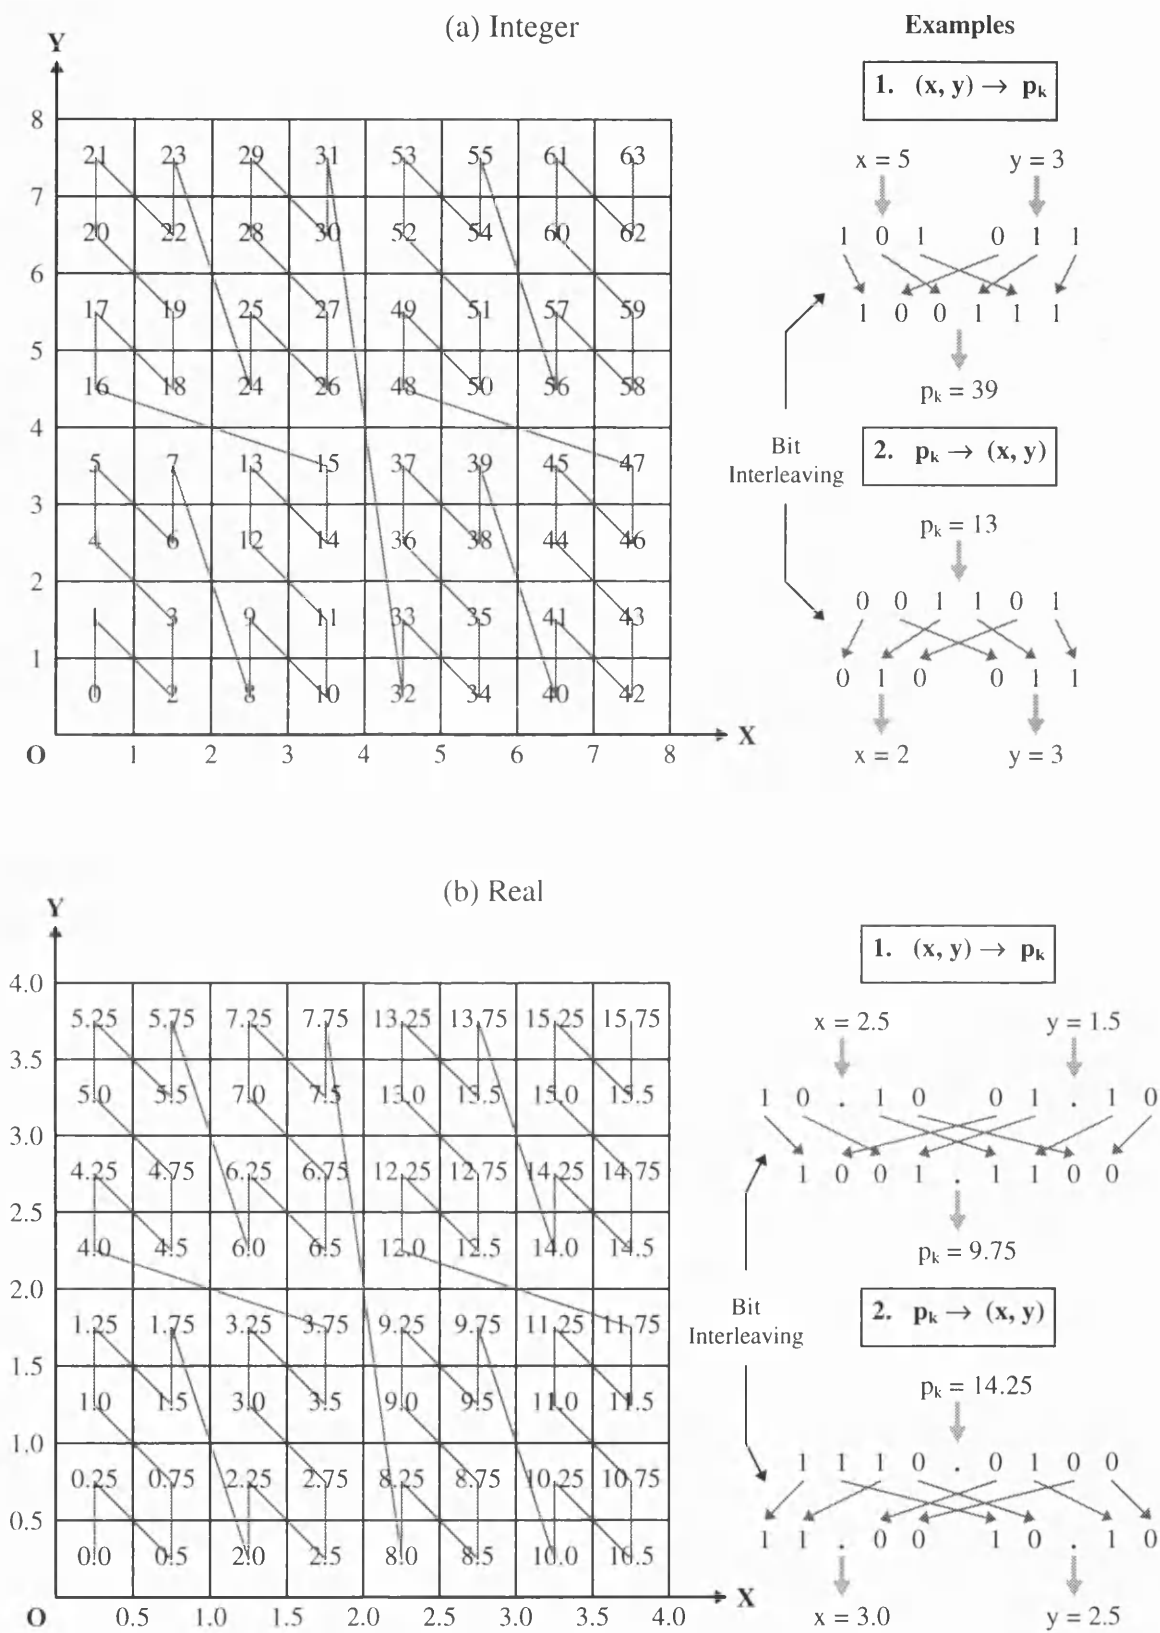 (a) Integer
Examples
Y
1. (x, y) → pk
8
21 23 29 31 53 55 61 63
x = 5 y = 3
7
20 22 28 30 52 54 60 62
1 0 1 0 1 1
6
17 19 25 27 49 51 57 59
1 0 0 1 1 1
5
16 18 24 26 48 50 56 58
pk = 39
4
Bit
Interleaving
2. pk → (x, y)
5 7 13 15 37 39 45 47
3
pk = 13
4 6 12 14 36 38 44 46
2
0 0 1 1 0 1
1 3 9 11 33 35 41 43
1
0 1 0 0 1 1
0 2 8 10 32 34 40 42
X
O 1 2 3 4 5 6 7 8
x = 2 y = 3
(b) Real
Y
1. (x, y) → pk
4.0
5.25 5.75 7.25 7.75 13.25 13.75 15.25 15.75
x = 2.5 y = 1.5
3.5
5.0 5.5 7.0 7.5 13.0 13.5 15.0 15.5
1 0 . 1 0 0 1 . 1 0
3.0
4.25 4.75 6.25 6.75 12.25 12.75 14.25 14.75
1 0 0 1 . 1 1 0 0
2.5
4.0 4.5 6.0 6.5 12.0 12.5 14.0 14.5
pk = 9.75
2.0
Bit
Interleaving
2. pk → (x, y)
1.25 1.75 3.25 3.75 9.25 9.75 11.25 11.75
1.5
pk = 14.25
1.0 1.5 3.0 3.5 9.0 9.5 11.0 11.5
1.0
1 1 1 0 . 0 1 0 0
0.25 0.75 2.25 2.75 8.25 8.75 10.25 10.75
0.5
1 1 . 0 0 1 0 . 1 0
0.0 0.5 2.0 2.5 8.0 8.5 10.0 10.5
X
O 0.5 1.0 1.5 2.0 2.5 3.0 3.5 4.0
x = 3.0 y = 2.5